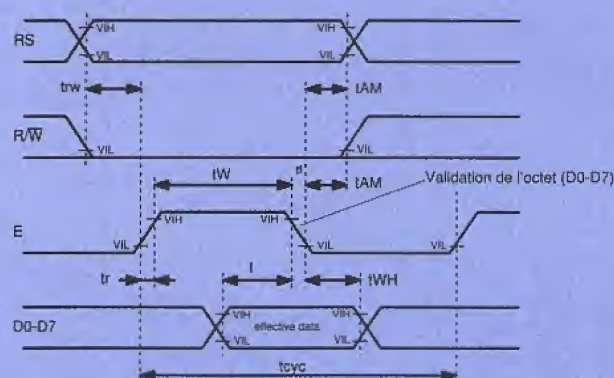 RS VIH VIL VIH VIL
trw tAM
R/W VIL VIL
tW tf tAM Validation de l'octet (D0-D7)
E VIL VIH VIH VIL VIL
tr I tWH
D0-D7 VIH VIL effective data VIH VIL
tcyc